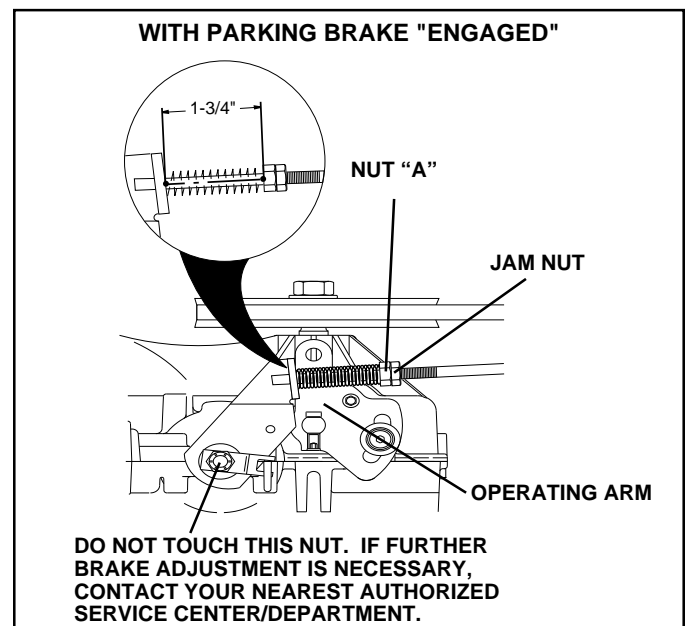 WITH PARKING BRAKE "ENGAGED"
1-3/4"
NUT “A”
JAM NUT
OPERATING ARM
DO NOT TOUCH THIS NUT. IF FURTHER
BRAKE ADJUSTMENT IS NECESSARY,
CONTACT YOUR NEAREST AUTHORIZED
SERVICE CENTER/DEPARTMENT.